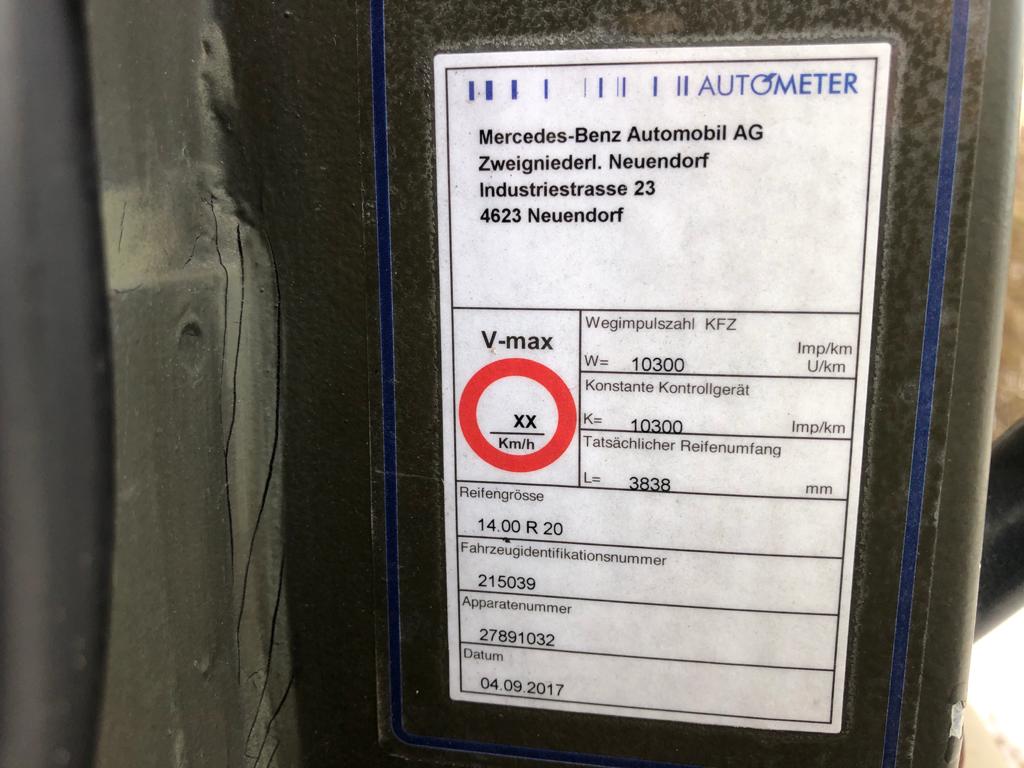 AUTOMETER
Mercedes-Benz Automobil AG
Zweigniederl. Neuendorf
Industriestrasse 23
4623 Neuendorf
V-max
xx
Km/h
Wegimpulszahl KFZ
W= 10300 Imp/km
U/km
Konstante Kontrollgerät
K= 10300 Imp/km
Tatsächlicher Reifenumfang
L= 3838 mm
Reifengrösse
14.00 R 20
Fahrzeugidentifikationsnummer
215039
Apparatenummer
27891032
Datum
04.09.2017